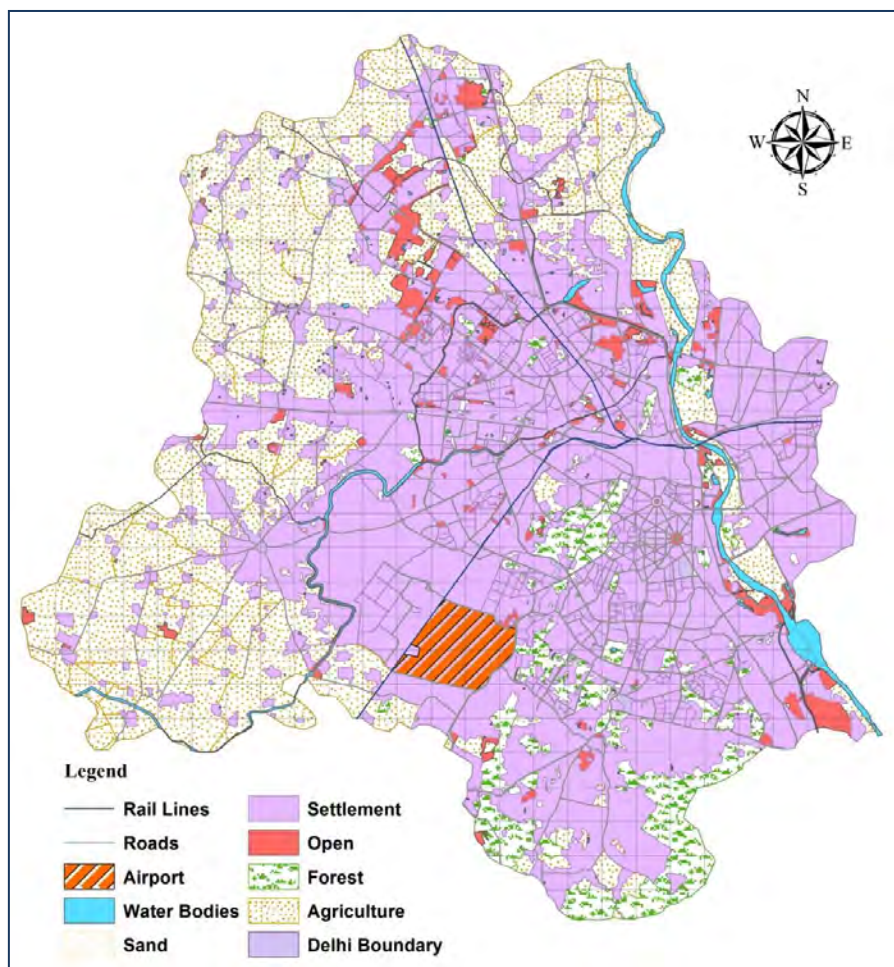 N
W E
S
Legend
Rail Lines
Roads
Airport
Water Bodies
Sand
Settlement
Open
Forest
Agriculture
Delhi Boundary